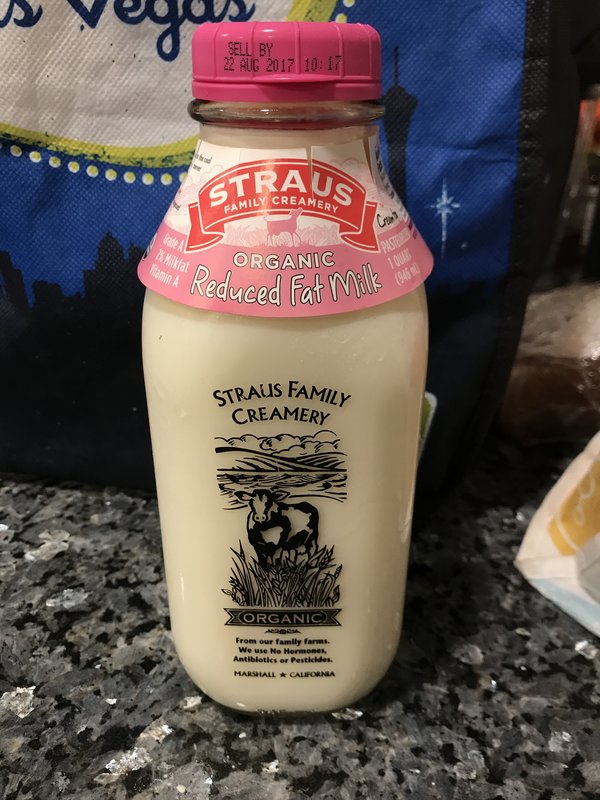 s Vegas
SELL BY
22 AUG 2017 10:17
STRAUS
FAMILY CREAMERY
Grade A
2% Milkfat
Vitamin A
1 QUART
(946 mL)
ORGANIC
Reduced Fat Milk
STRAUS FAMILY
CREAMERY
ORGANIC
From our family farms.
We use No Hormones,
Antibiotics or Pesticides.
MARSHALL ★ CALIFORNIA